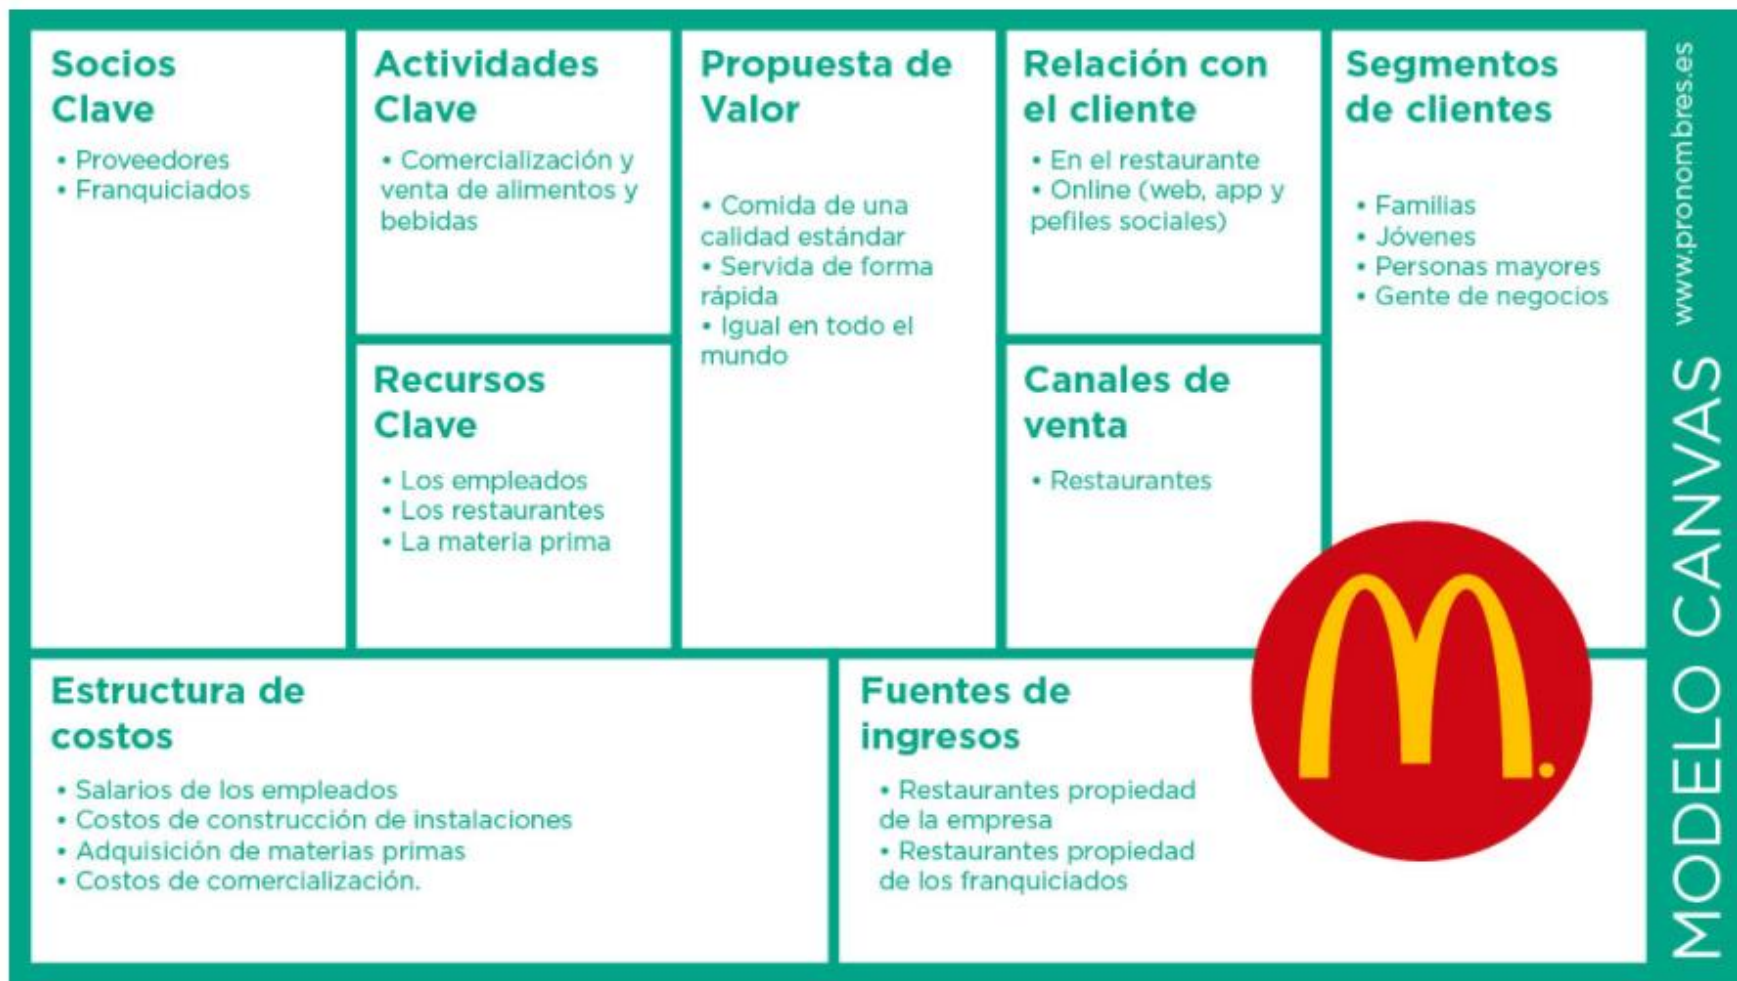 Socios
Clave
• Proveedores
• Franquiciados
Actividades
Clave
• Comercialización y
venta de alimentos y
bebidas
Recursos
Clave
• Los empleados
• Los restaurantes
• La materia prima
Propuesta de
Valor
• Comida de una
calidad estándar
• Servida de forma
rápida
• Igual en todo el
mundo
Relación con
el cliente
• En el restaurante
• Online (web, app y
pefiles sociales)
Canales de
venta
• Restaurantes
Segmentos
de clientes
• Familias
• Jóvenes
• Personas mayores
• Gente de negocios
Estructura de
costos
• Salarios de los empleados
• Costos de construcción de instalaciones
• Adquisición de materias primas
• Costos de comercialización.
Fuentes de
ingresos
• Restaurantes propiedad
de la empresa
• Restaurantes propiedad
de los franquiciados
MODELO CANVAS www.pronombres.es